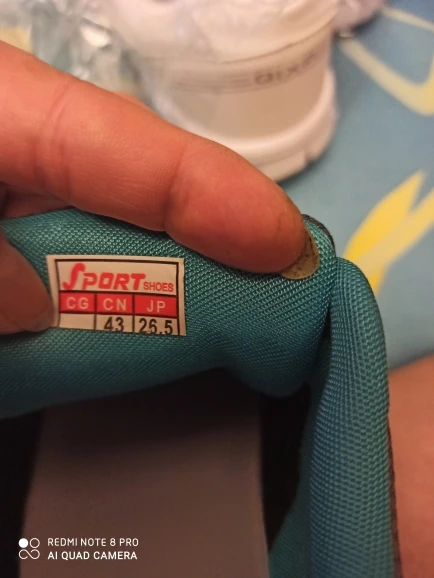 SPORT SHOES
CG CN JP
43 26.5
REDMI NOTE 8 PRO
AI QUAD CAMERA